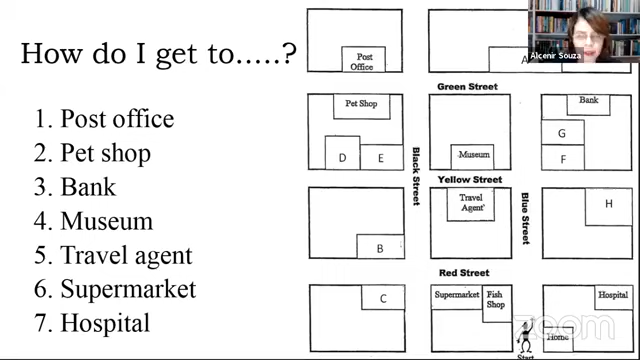 How do I get to.....?
1. Post office
2. Pet shop
3. Bank
4. Museum
5. Travel agent
6. Supermarket
7. Hospital
Post
Office
A
Alcenir Souza
Green Street
Pet Shop
D
E
Museum
Bank
G
F
Black Street
Yellow Street
Blue Street
Travel
Agent
H
B
Red Street
C
Supermarket
Fish
Shop
Hospital
Home
Start
zoom